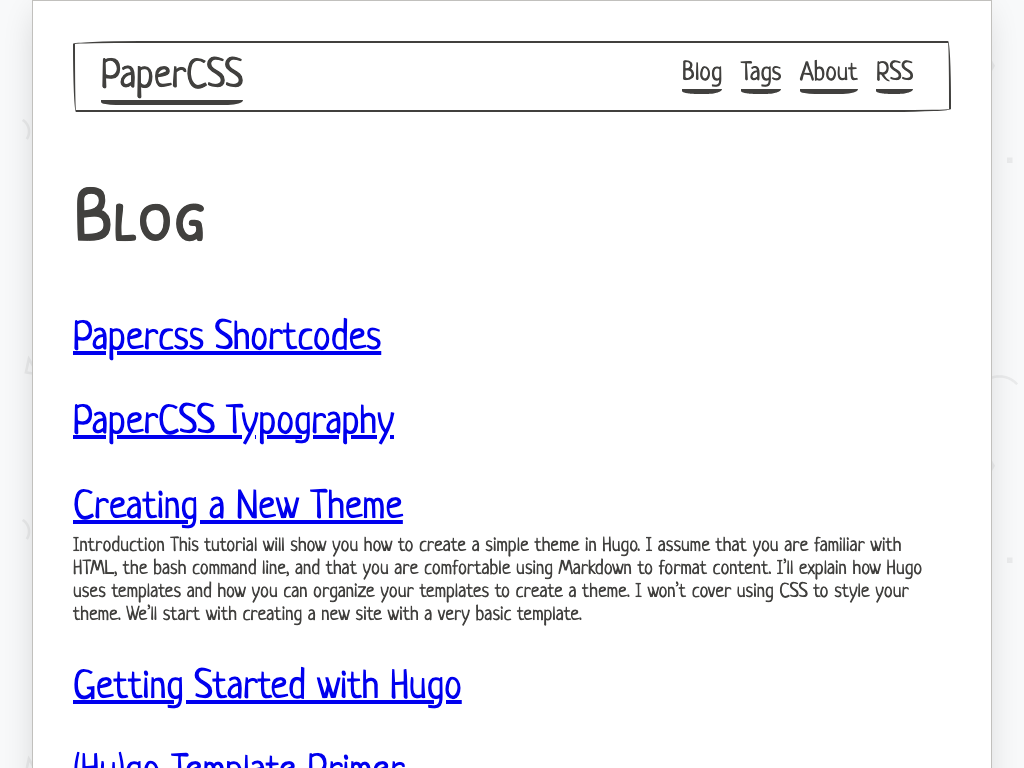 PaperCSS
Blog Tags About RSS
Blog
Papercss Shortcodes
PaperCSS Typography
Creating a New Theme
Introduction This tutorial will show you how to create a simple theme in Hugo. I assume that you are familiar with
HTML, the bash command line, and that you are comfortable using Markdown to format content. I’ll explain how Hugo
uses templates and how you can organize your templates to create a theme. I won’t cover using CSS to style your
theme. We’ll start with creating a new site with a very basic template.
Getting Started with Hugo
(Hu)go Template Primer